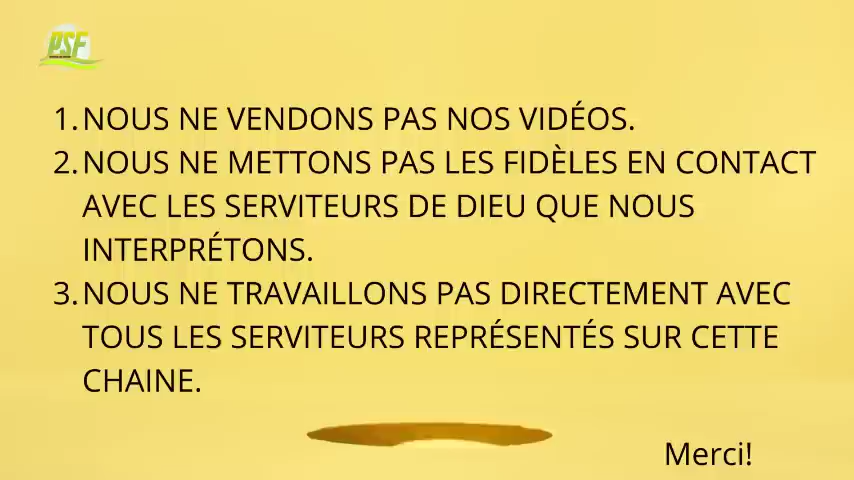 PSF
1. NOUS NE VENDONS PAS NOS VIDÉOS.
2. NOUS NE METTONS PAS LES FIDÈLES EN CONTACT
AVEC LES SERVITEURS DE DIEU QUE NOUS
INTERPRÉTONS.
3. NOUS NE TRAVAILLONS PAS DIRECTEMENT AVEC
TOUS LES SERVITEURS REPRÉSENTÉS SUR CETTE
CHAINE.
Merci!